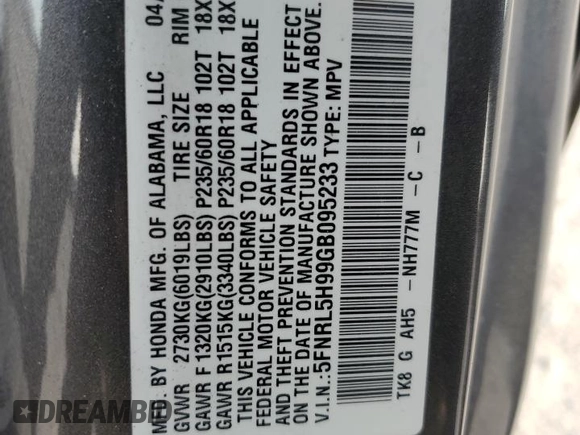 MFD BY HONDA MFG. OF ALABAMA, LLC 04/
GVWR 2730KG(6019LBS) TIRE SIZE RIM
GAWR F 1320KG(2910LBS) P235/60R18 102T 18X
GAWR R 1515KG(3340LBS) P235/60R18 102T 18X
THIS VEHICLE CONFORMS TO ALL APPLICABLE
FEDERAL MOTOR VEHICLE SAFETY
AND THEFT PREVENTION STANDARDS IN EFFECT
ON THE DATE OF MANUFACTURE SHOWN ABOVE.
V.I.N.:5FNRL5H99GB095233 TYPE: MPV
TK8 G AH5 -NH777M -C -B
DREAMBID